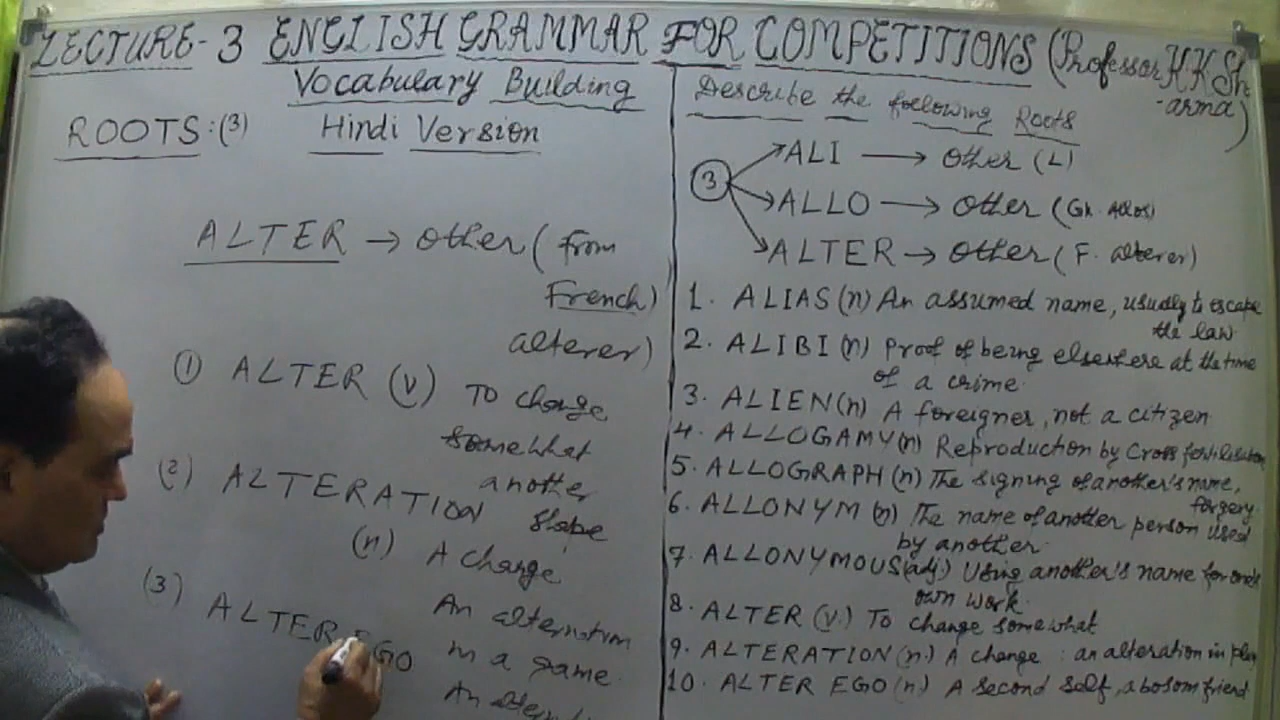 LECTURE-3 ENGLISH GRAMMAR FOR COMPETITIONS (Professor KKSh
-arma)
Vocabulary Building
ROOTS:(3) Hindi Version
ALTER → other (from
French)
alterer)
① ALTER (v) To change
somewhat
another
shape
(2) ALTERATION
(n) A change
An alternation
in a game
An
(3) ALTER EGO
Describe the following Roots
③
ALI → other (L)
ALLO → other (Gk. Allos)
ALTER → other (F. alterer)
1. ALIAS (n) An assumed name, usually to escape
the law
2. ALIBI (n) Proof of being elsewhere at the time
of a crime.
3. ALIEN (n) A foreigner, not a citizen
4. ALLOGAMY (n) Reproduction by Cross fertilisation
5. ALLOGRAPH (n) The signing of another's name,
forgery
6. ALLONYM (n) The name of another person used
by another.
7. ALLONYMOUS (adj.) Using another's name for one's
own work.
8. ALTER (v.) To change somewhat
9. ALTERATION (n.) A change : an alteration in plan
10. ALTER EGO (n.) A second self, a bosom friend